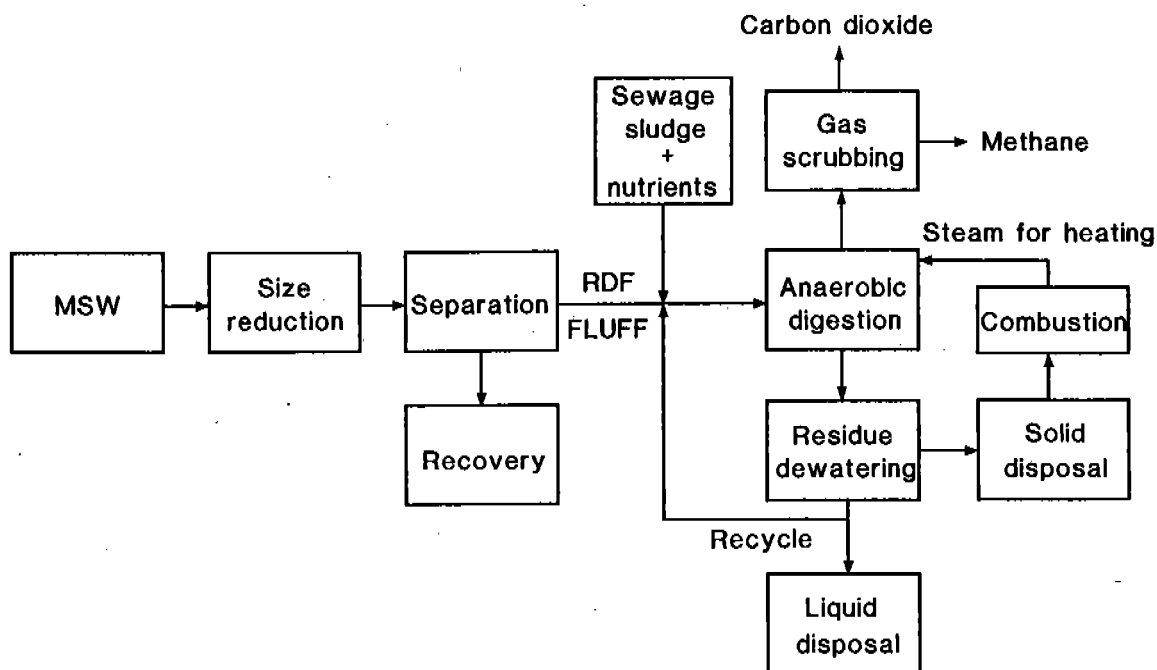 Carbon dioxide
Sewage
sludge
+
nutrients
Gas
scrubbing
Methane
Steam for heating
MSW
Size
reduction
Separation
RDF
FLUFF
Anaerobic
digestion
Combustion
Recovery
Residue
dewatering
Solid
disposal
Recycle
Liquid
disposal